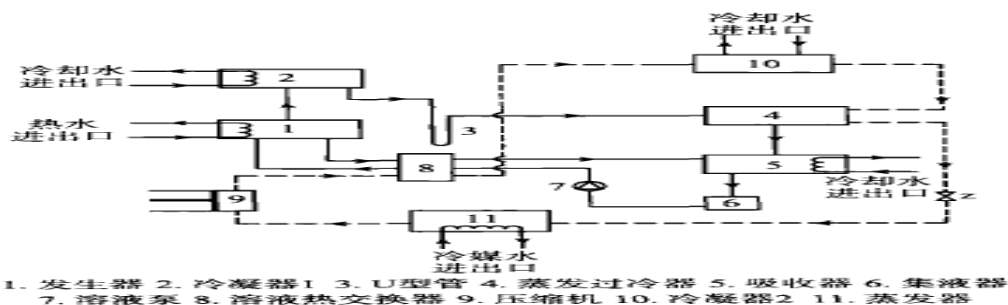 冷却水
进出口
10
冷却水
进出口
2
热水
进出口
1
3
4
8
5
7
冷却水
进出口
6
9
z
11
冷媒水
进出口
1. 发生器 2. 冷凝器1 3. U型管 4. 蒸发过冷器 5. 吸收器 6. 集液器
7. 溶液泵 8. 溶液热交换器 9. 压缩机 10. 冷凝器2 11. 蒸发器